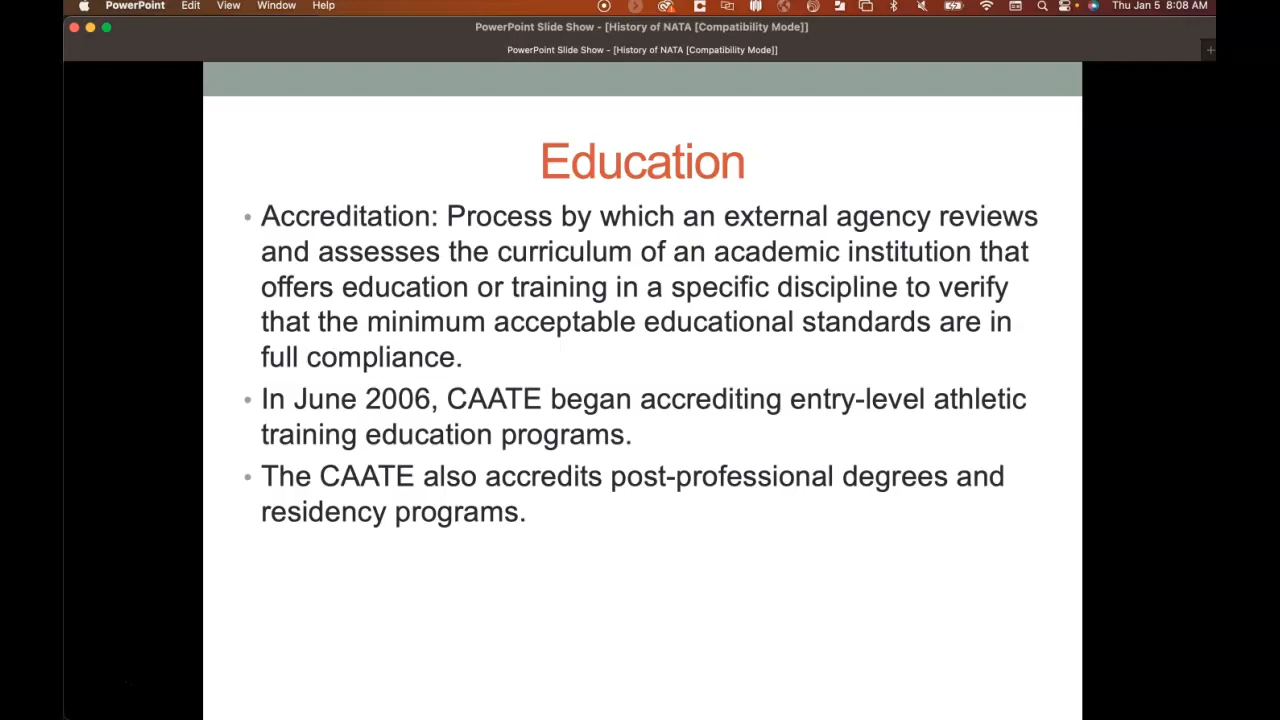 PowerPoint Edit View Window Help Thu Jan 5 8:08 AM
PowerPoint Slide Show - [History of NATA [Compatibility Mode]]
PowerPoint Slide Show - [History of NATA [Compatibility Mode]]
Education
• Accreditation: Process by which an external agency reviews
and assesses the curriculum of an academic institution that
offers education or training in a specific discipline to verify
that the minimum acceptable educational standards are in
full compliance.
• In June 2006, CAATE began accrediting entry-level athletic
training education programs.
• The CAATE also accredits post-professional degrees and
residency programs.